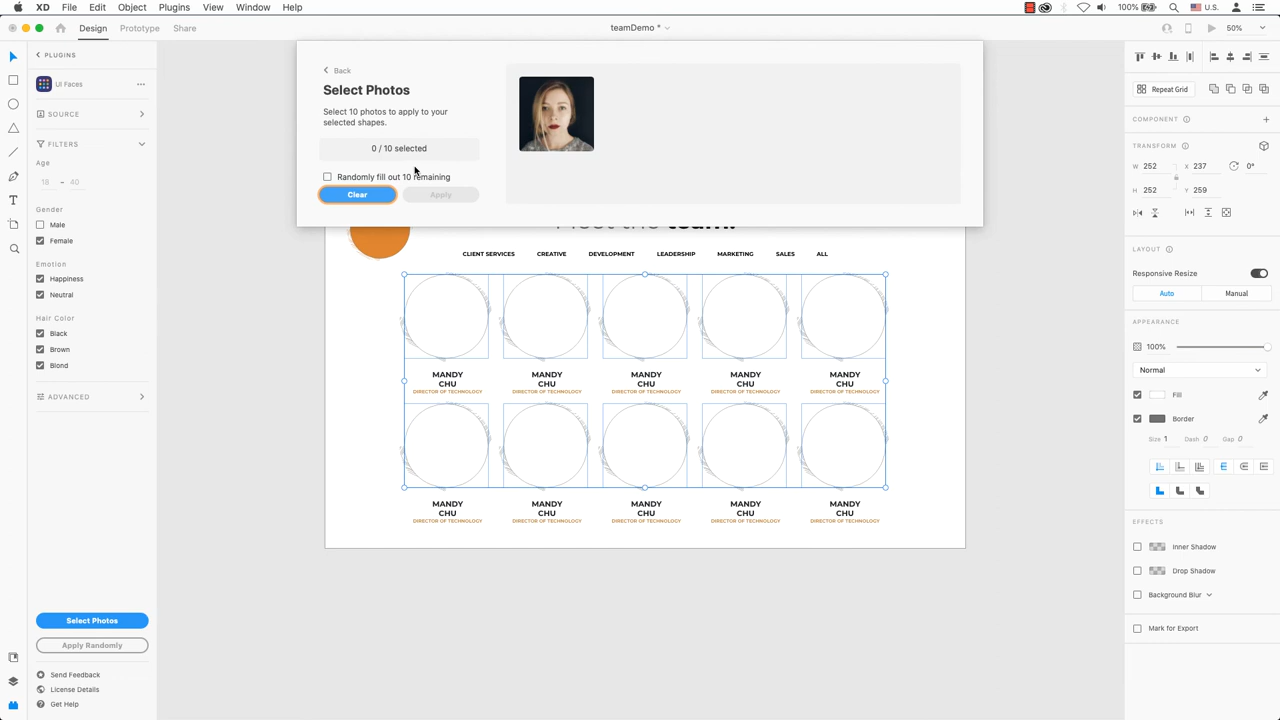 XD File Edit Object Plugins View Window Help
100% U.S.
Design Prototype Share
teamDemo *
50%
PLUGINS
UI Faces
SOURCE
FILTERS
Age
18 - 40
Gender
Male
Female
Emotion
Happiness
Neutral
Hair Color
Black
Brown
Blond
ADVANCED
Select Photos
Apply Randomly
Send Feedback
License Details
Get Help
Back
Select Photos
Select 10 photos to apply to your
selected shapes.
0 / 10 selected
Randomly fill out 10 remaining
Clear Apply
Meet the team.
CLIENT SERVICES CREATIVE DEVELOPMENT LEADERSHIP MARKETING SALES ALL
MANDY MANDY MANDY MANDY MANDY
CHU CHU CHU CHU CHU
DIRECTOR OF TECHNOLOGY DIRECTOR OF TECHNOLOGY DIRECTOR OF TECHNOLOGY DIRECTOR OF TECHNOLOGY DIRECTOR OF TECHNOLOGY
MANDY MANDY MANDY MANDY MANDY
CHU CHU CHU CHU CHU
DIRECTOR OF TECHNOLOGY DIRECTOR OF TECHNOLOGY DIRECTOR OF TECHNOLOGY DIRECTOR OF TECHNOLOGY DIRECTOR OF TECHNOLOGY
Repeat Grid
COMPONENT
TRANSFORM
W 252 X 237 0°
H 252 Y 259
LAYOUT
Responsive Resize
Auto Manual
APPEARANCE
100%
Normal
Fill
Border
Size 1 Dash 0 Gap 0
EFFECTS
Inner Shadow
Drop Shadow
Background Blur
Mark for Export